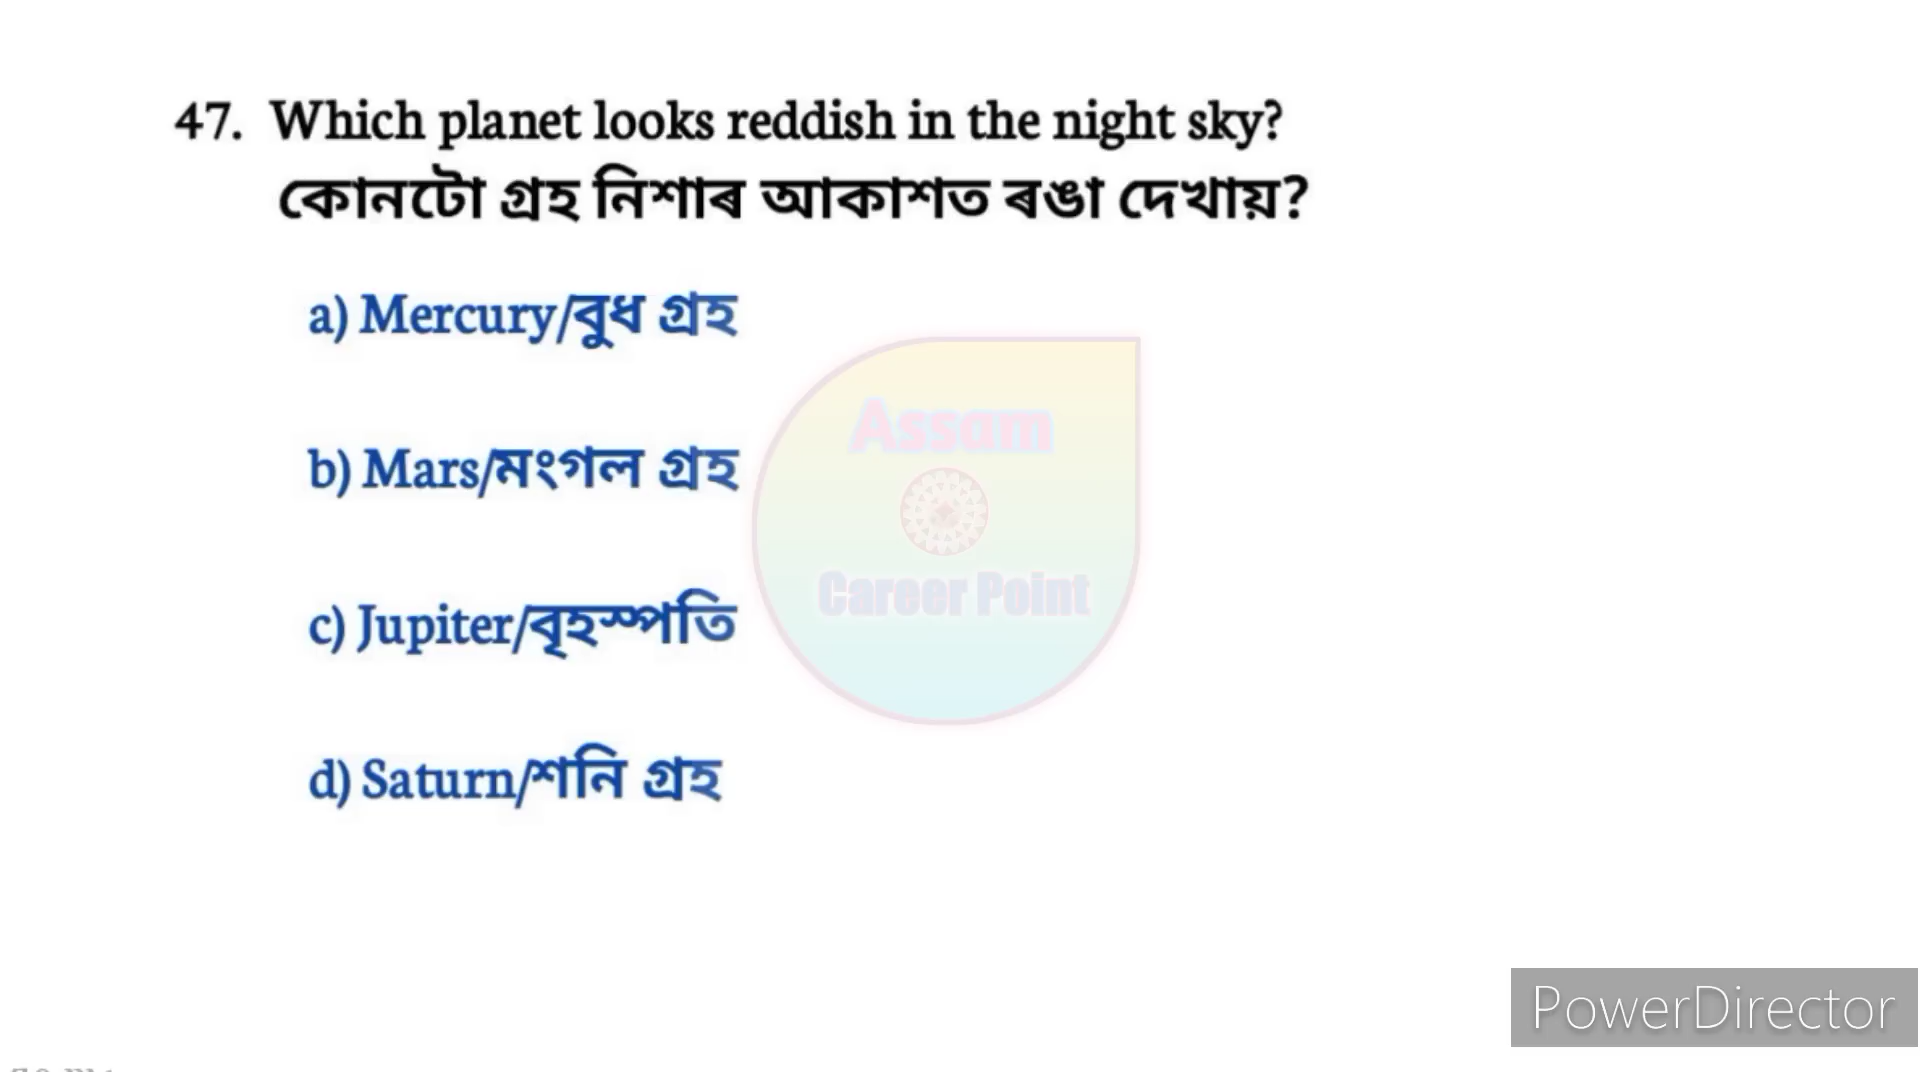 47. Which planet looks reddish in the night sky?
কোনটো গ্ৰহ নিশাৰ আকাশত ৰঙা দেখায়?
a) Mercury/বুধ গ্ৰহ
b) Mars/মংগল গ্ৰহ
c) Jupiter/বৃহস্পতি
d) Saturn/শনি গ্ৰহ
Assam
Career Point
PowerDirector